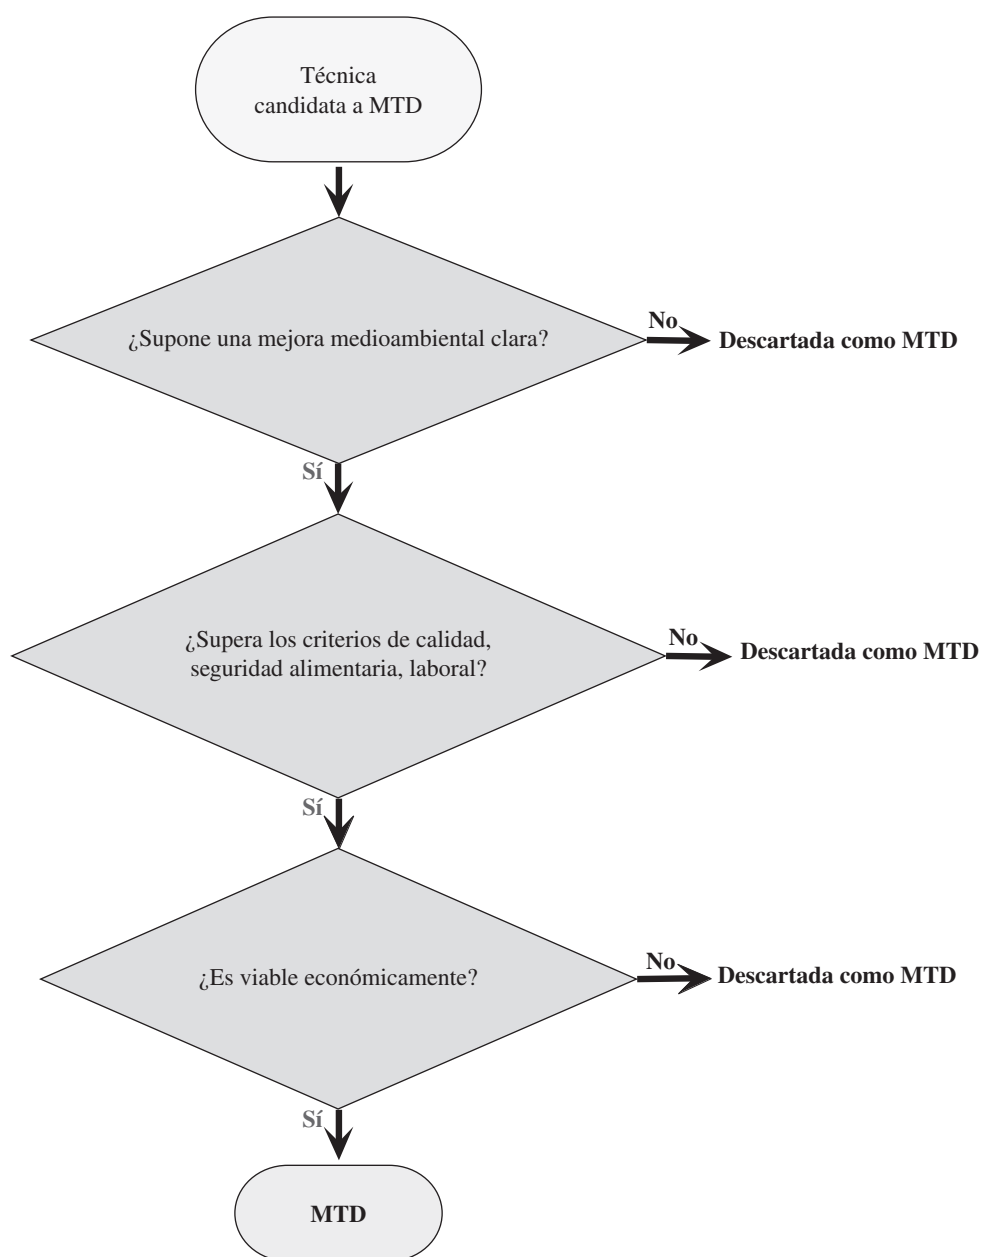 Técnica
candidata a MTD
¿Supone una mejora medioambiental clara?
No
Descartada como MTD
Sí
¿Supera los criterios de calidad,
seguridad alimentaria, laboral?
No
Descartada como MTD
Sí
¿Es viable económicamente?
No
Descartada como MTD
Sí
MTD